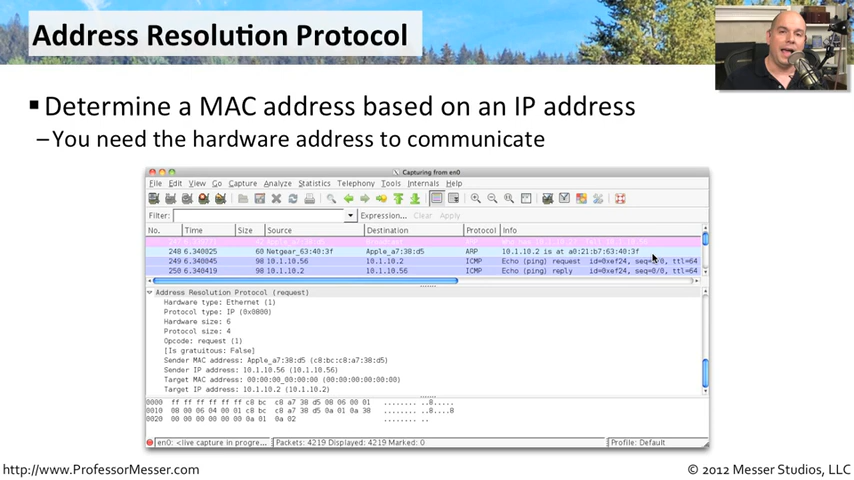 Address Resolution Protocol
Determine a MAC address based on an IP address
–You need the hardware address to communicate
Capturing from en0
File Edit View Go Capture Analyze Statistics Telephony Tools Internals Help
Filter: Expression... Clear Apply
No. Time Size Source Destination Protocol Info
248 6.340025 60 Netgear_63:40:3f Apple_a7:38:d5 ARP 10.1.10.2 is at a0:21:b7:63:40:3f
249 6.340045 98 10.1.10.56 10.1.10.2 ICMP Echo (ping) request id=0xef24, seq=0/0, ttl=64
250 6.340419 98 10.1.10.2 10.1.10.56 ICMP Echo (ping) reply id=0xef24, seq=0/0, ttl=64
Address Resolution Protocol (request)
Hardware type: Ethernet (1)
Protocol type: IP (0x0800)
Hardware size: 6
Protocol size: 4
Opcode: request (1)
[Is gratuitous: False]
Sender MAC address: Apple_a7:38:d5 (c8:bc:c8:a7:38:d5)
Sender IP address: 10.1.10.56 (10.1.10.56)
Target MAC address: 00:00:00_00:00:00 (00:00:00:00:00:00)
Target IP address: 10.1.10.2 (10.1.10.2)
0000 ff ff ff ff ff ff c8 bc c8 a7 38 d5 08 06 00 01 ........ ..8.....
0010 08 00 06 04 00 01 c8 bc c8 a7 38 d5 0a 01 0a 38 ........ ..8....8
0020 00 00 00 00 00 00 0a 01 0a 02 ........ ..
en0: <live capture in progre... Packets: 4219 Displayed: 4219 Marked: 0 Profile: Default
http://www.ProfessorMesser.com © 2012 Messer Studios, LLC